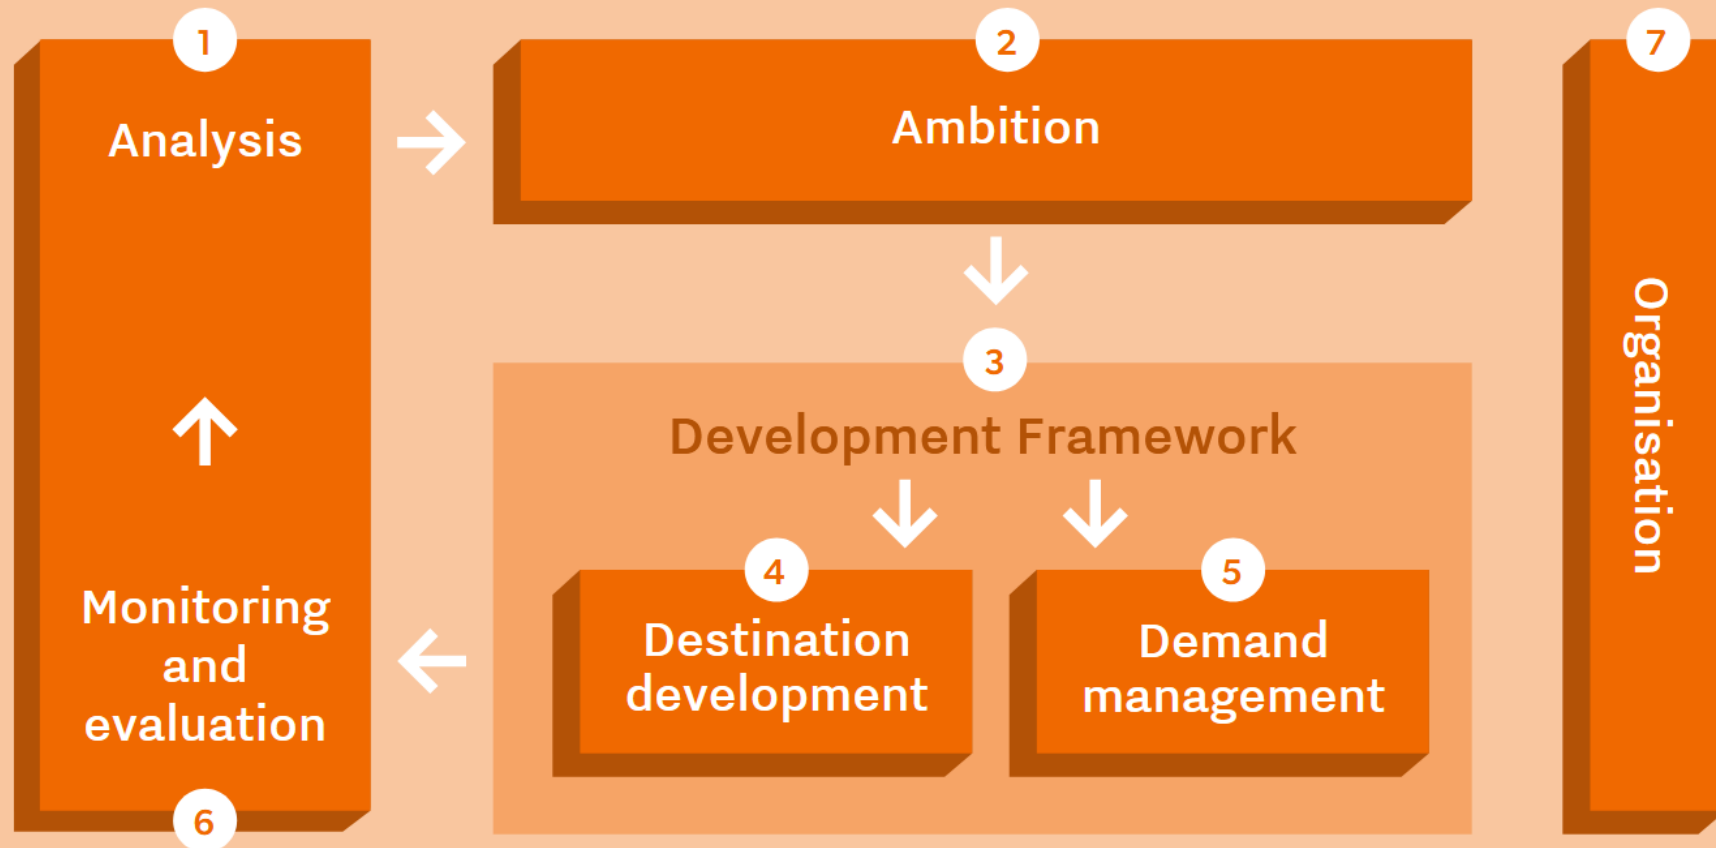 1
Analysis
2
Ambition
3
Development Framework
4
Destination
development
5
Demand
management
Monitoring
and
evaluation
6
7
Organisation